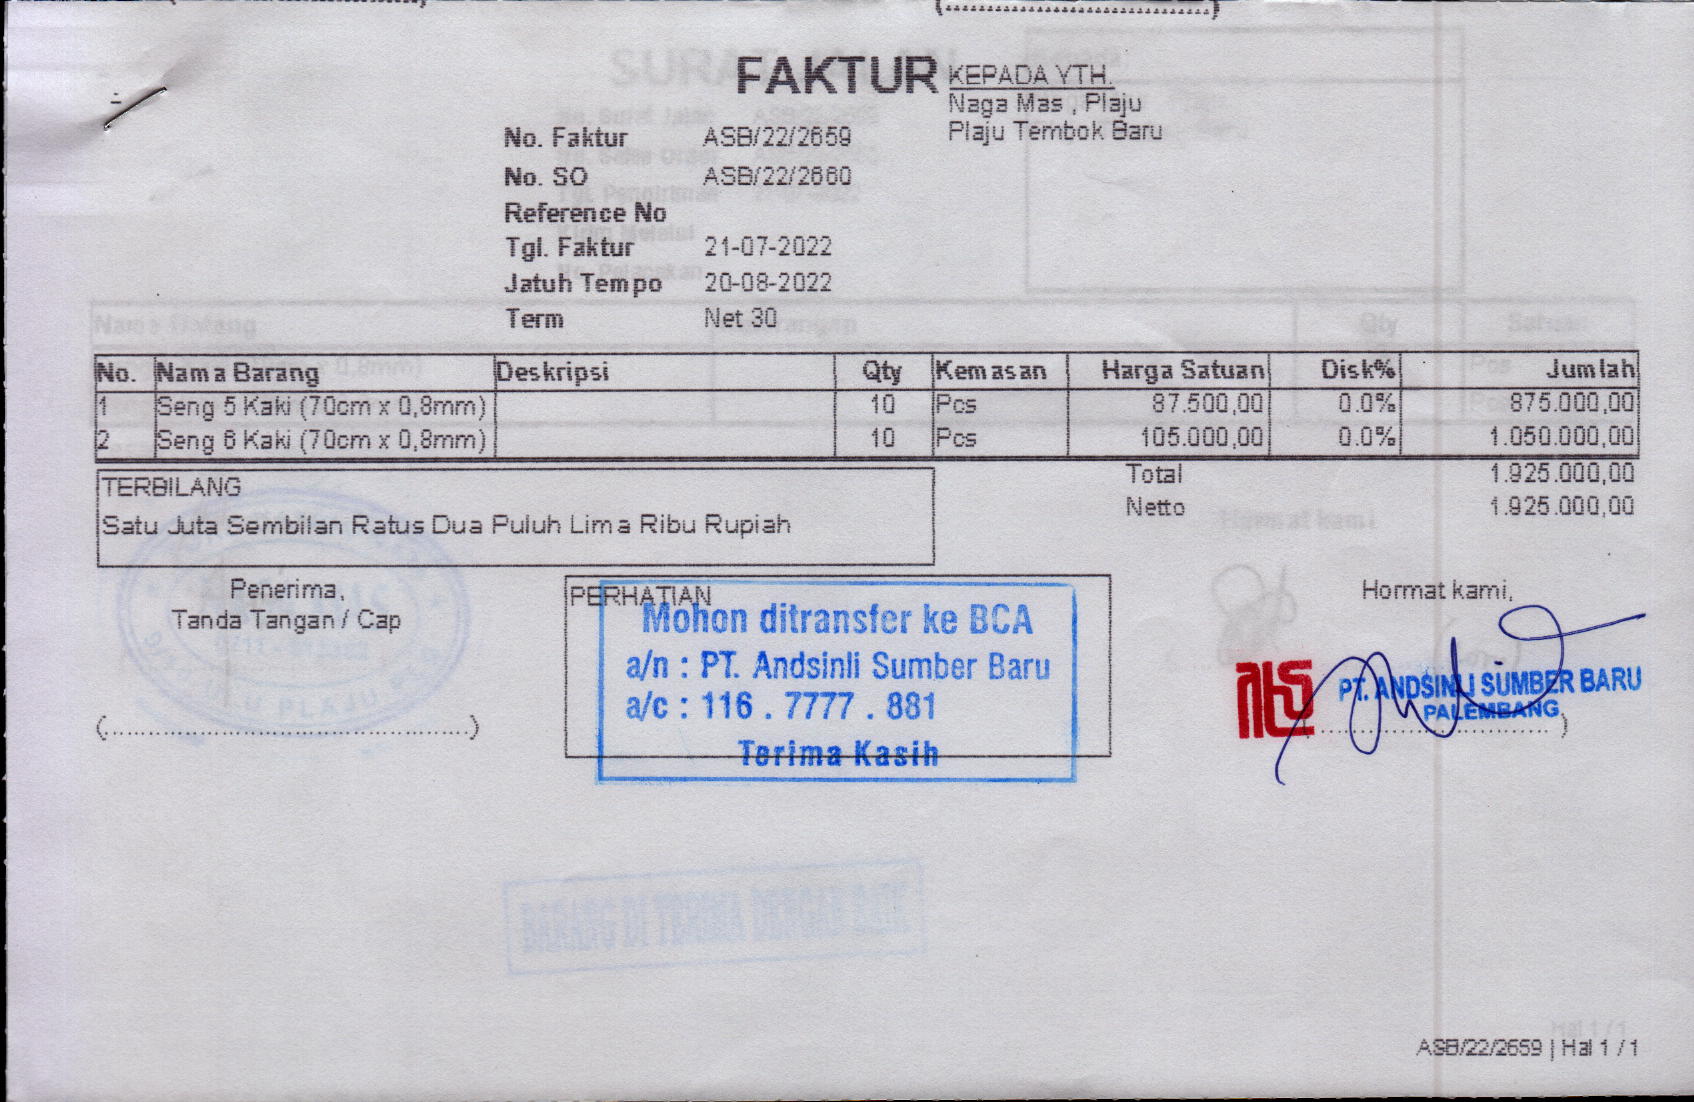 FAKTUR
KEPADA YTH.
Naga Mas , Plaju
Plaju Tembok Baru
No. Faktur ASB/22/2659
No. SO ASB/22/2660
Reference No
Tgl. Faktur 21-07-2022
Jatuh Tempo 20-08-2022
Term Net 30
No. Nama Barang Deskripsi Qty Kemasan Harga Satuan Disk% Jumlah
1 Seng 5 Kaki (70cm x 0,8mm) 10 Pcs 87.500,00 0.0% 875.000,00
2 Seng 6 Kaki (70cm x 0,8mm) 10 Pcs 105.000,00 0.0% 1.050.000,00
Total 1.925.000,00
Netto 1.925.000,00
TERBILANG
Satu Juta Sembilan Ratus Dua Puluh Lima Ribu Rupiah
Penerima,
Tanda Tangan / Cap
(............................................)
PERHATIAN
Mohon ditransfer ke BCA
a/n : PT. Andsinli Sumber Baru
a/c : 116 . 7777 . 881
Terima Kasih
Hormat kami,
PT. ANDSINLI SUMBER BARU
PALEMBANG
BARANG DI TERIMA DENGAN BAIK
ASB/22/2659 | Hal 1 / 1